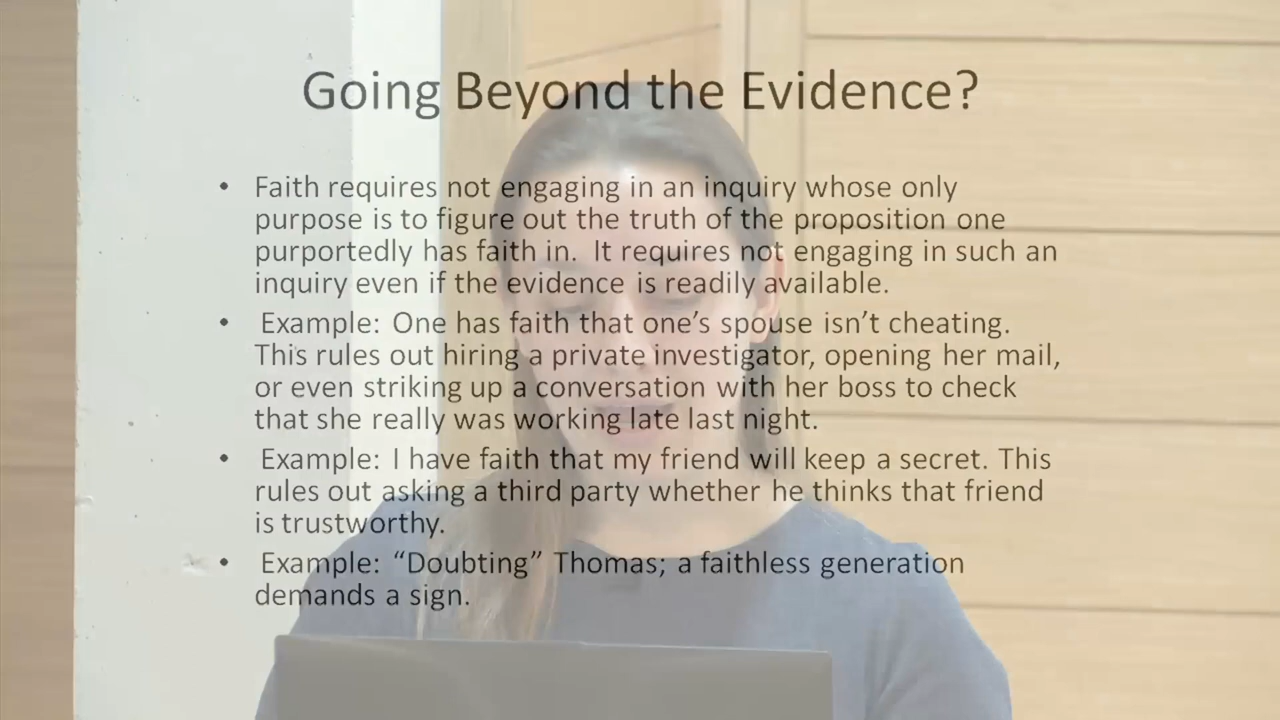 Going Beyond the Evidence?
• Faith requires not engaging in an inquiry whose only
purpose is to figure out the truth of the proposition one
purportedly has faith in. It requires not engaging in such an
inquiry even if the evidence is readily available.
• Example: One has faith that one's spouse isn't cheating.
This rules out hiring a private investigator, opening her mail,
or even striking up a conversation with her boss to check
that she really was working late last night.
• Example: I have faith that my friend will keep a secret. This
rules out asking a third party whether he thinks that friend
is trustworthy.
• Example: “Doubting” Thomas; a faithless generation
demands a sign.